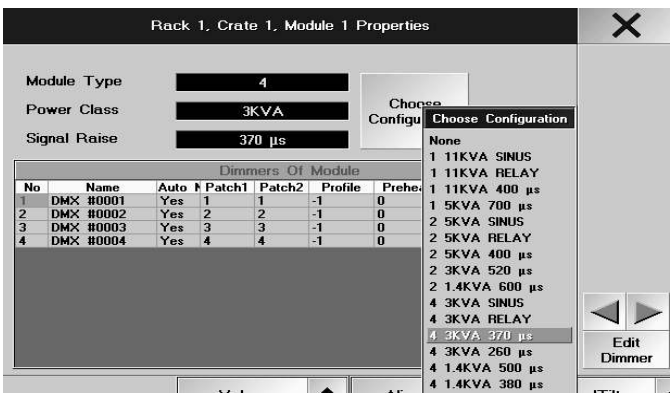 Rack 1, Crate 1, Module 1 Properties
Module Type 4
Power Class 3KVA
Signal Raise 370 µs
Choose
Configu
Dimmers Of Module
No Name Auto N Patch1 Patch2 Profile Prehea
1 DMX #0001 Yes 1 1 -1 0
2 DMX #0002 Yes 2 2 -1 0
3 DMX #0003 Yes 3 3 -1 0
4 DMX #0004 Yes 4 4 -1 0
Choose Configuration
None
1 11KVA SINUS
1 11KVA RELAY
1 11KVA 400 µs
1 5KVA 700 µs
2 5KVA SINUS
2 5KVA RELAY
2 5KVA 400 µs
2 3KVA 520 µs
2 1.4KVA 600 µs
4 3KVA SINUS
4 3KVA RELAY
4 3KVA 370 µs
4 3KVA 260 µs
4 1.4KVA 500 µs
4 1.4KVA 380 µs
Edit
Dimmer